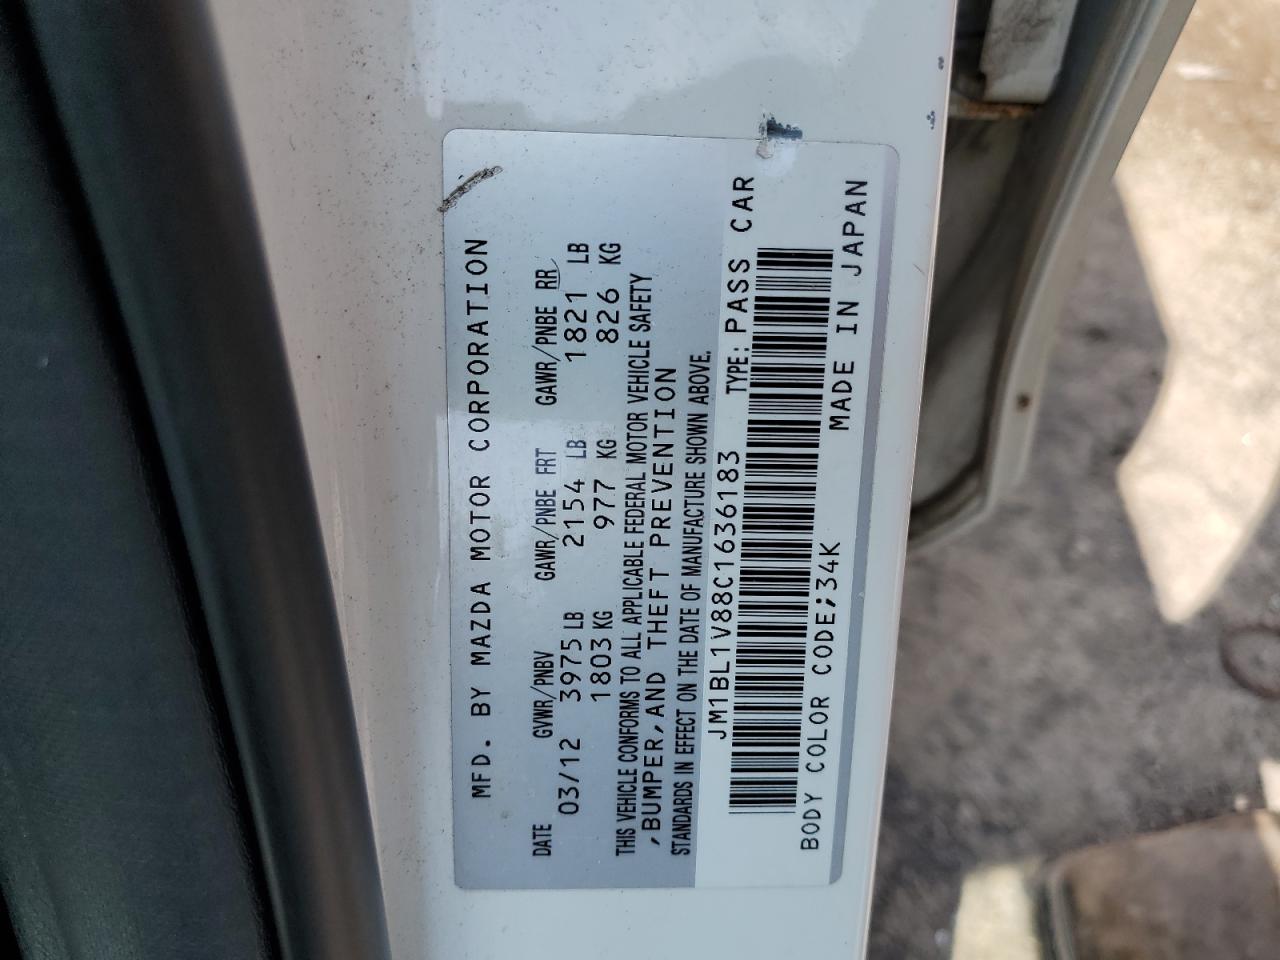 MFD. BY MAZDA MOTOR CORPORATION
DATE GVWR/PNBV GAWR/PNBE FRT GAWR/PNBE RR
03/12 3975 LB 2154 LB 1821 LB
1803 KG 977 KG 826 KG
THIS VEHICLE CONFORMS TO ALL APPLICABLE FEDERAL MOTOR VEHICLE SAFETY
,BUMPER,AND THEFT PREVENTION
STANDARDS IN EFFECT ON THE DATE OF MANUFACTURE SHOWN ABOVE.
JM1BL1V88C1636183 TYPE: PASS CAR
BODY COLOR CODE;34K MADE IN JAPAN